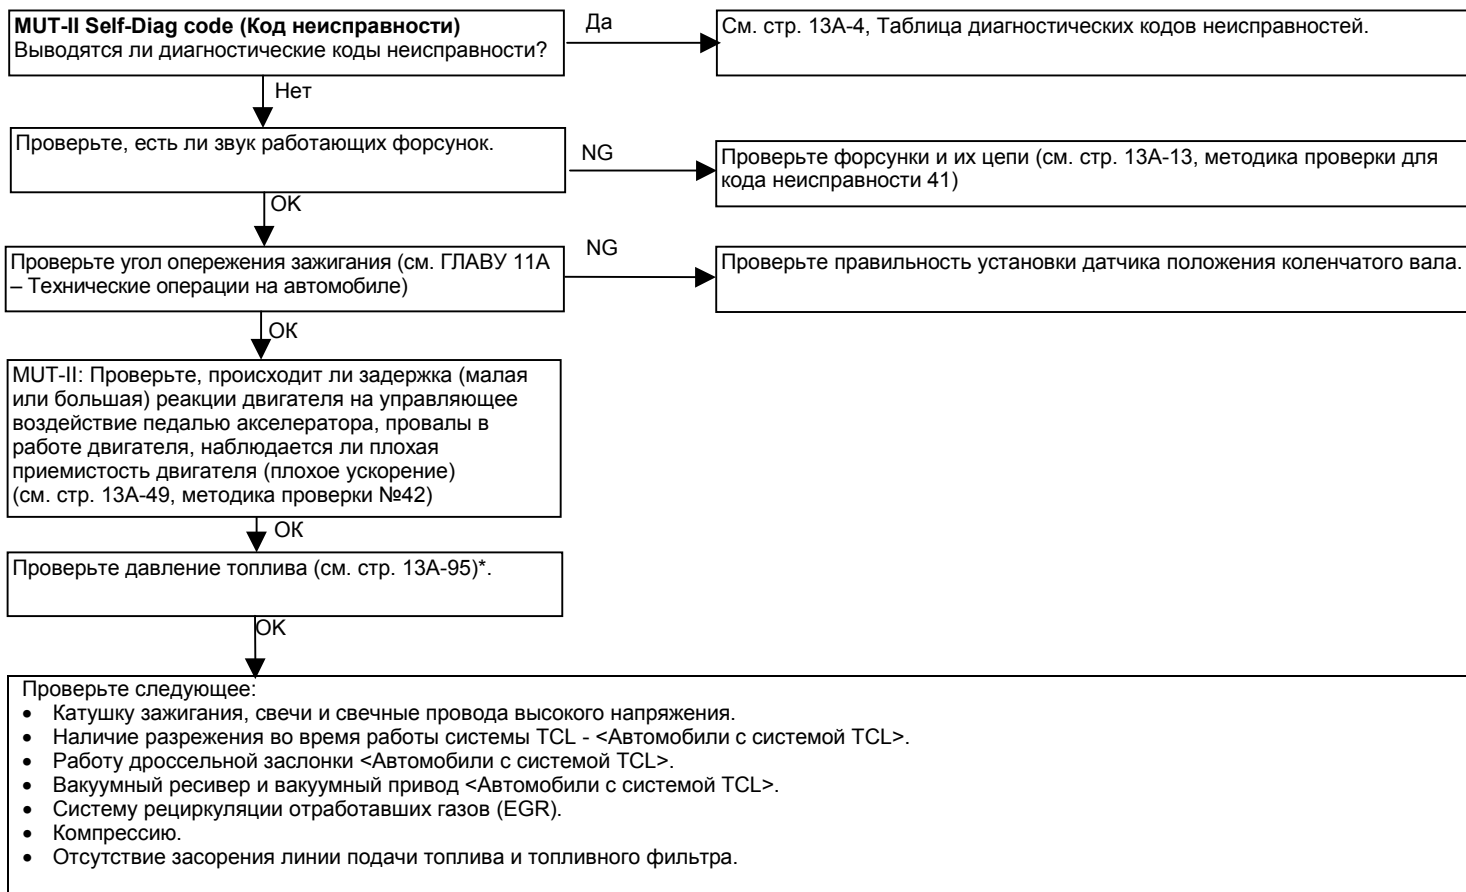 MUT-II Self-Diag code (Код неисправности)
Выводятся ли диагностические коды неисправности?
Да
См. стр. 13A-4, Таблица диагностических кодов неисправностей.
Нет
Проверьте, есть ли звук работающих форсунок.
NG
Проверьте форсунки и их цепи (см. стр. 13A-13, методика проверки для
кода неисправности 41)
OK
Проверьте угол опережения зажигания (см. ГЛАВУ 11A
– Технические операции на автомобиле)
NG
Проверьте правильность установки датчика положения коленчатого вала.
OK
MUT-II: Проверьте, происходит ли задержка (малая
или большая) реакции двигателя на управляющее
воздействие педалью акселератора, провалы в
работе двигателя, наблюдается ли плохая
приемистость двигателя (плохое ускорение)
(см. стр. 13A-49, методика проверки №42)
OK
Проверьте давление топлива (см. стр. 13A-95)*.
OK
Проверьте следующее:
• Катушку зажигания, свечи и свечные провода высокого напряжения.
• Наличие разрежения во время работы системы TCL - <Автомобили с системой TCL>.
• Работу дроссельной заслонки <Автомобили с системой TCL>.
• Вакуумный ресивер и вакуумный привод <Автомобили с системой TCL>.
• Систему рециркуляции отработавших газов (EGR).
• Компрессию.
• Отсутствие засорения линии подачи топлива и топливного фильтра.